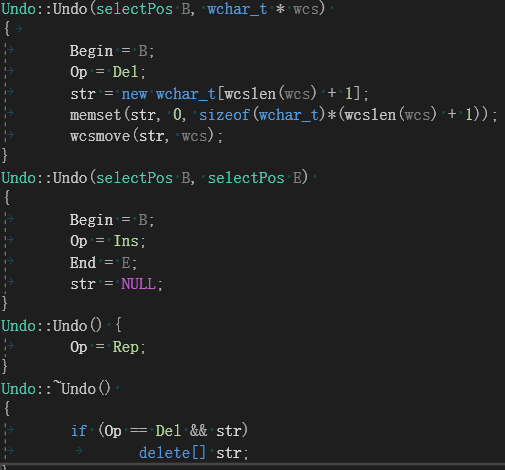 Undo::Undo(selectPos B, wchar_t * wcs)
{
Begin = B;
Op = Del;
str = new wchar_t[wcslen(wcs) + 1];
memset(str, 0, sizeof(wchar_t)*(wcslen(wcs) + 1));
wcsmove(str, wcs);
}
Undo::Undo(selectPos B, selectPos E)
{
Begin = B;
Op = Ins;
End = E;
str = NULL;
}
Undo::Undo() {
Op = Rep;
}
Undo::~Undo()
{
if (Op == Del && str)
delete[] str;